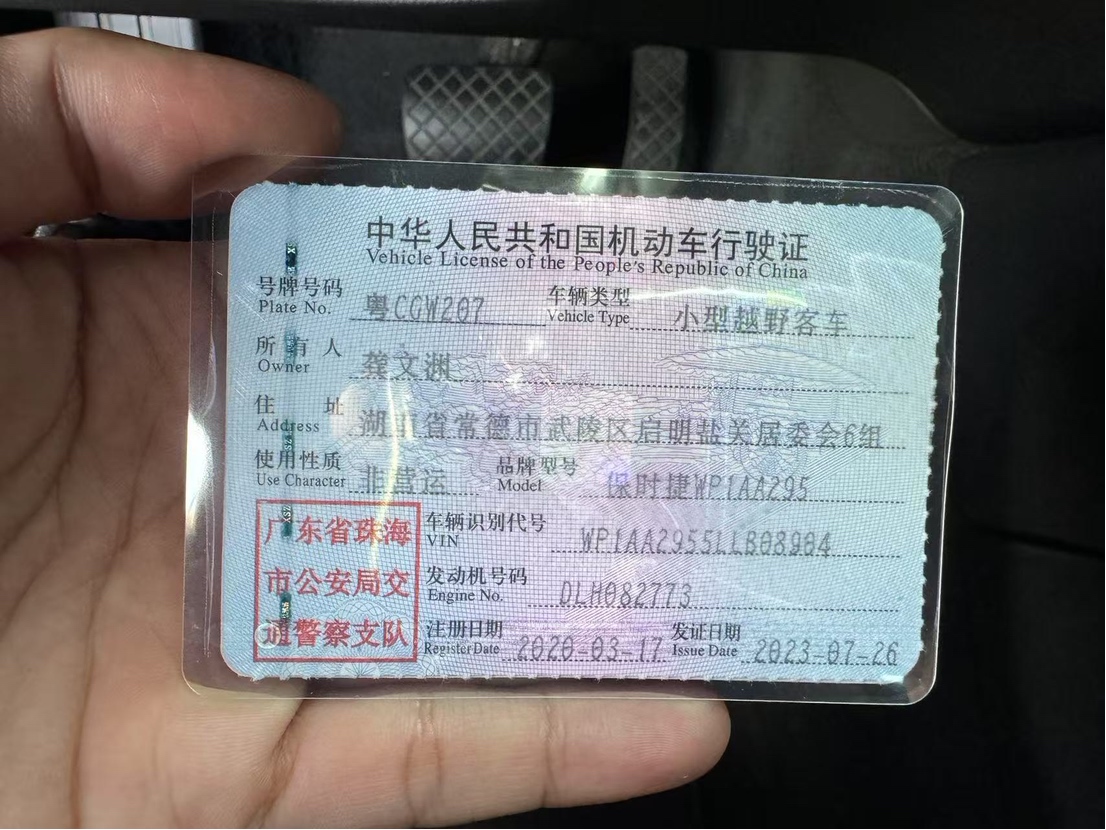 中华人民共和国机动车行驶证
Vehicle License of the People's Republic of China
号牌号码 粤CGW207 车辆类型 小型越野客车
Plate No. Vehicle Type
所有人 龚文渊
Owner
住址 湖南省常德市武陵区启明盐关居委会6组
Address
使用性质 非营运 品牌型号 保时捷WP1AA295
Use Character Model
广东省珠海
市公安局交
通警察支队
车辆识别代号 WP1AA2955LLB08904
VIN
发动机号码 DLH082773
Engine No.
注册日期 2020-03-17 发证日期 2023-07-26
Register Date Issue Date